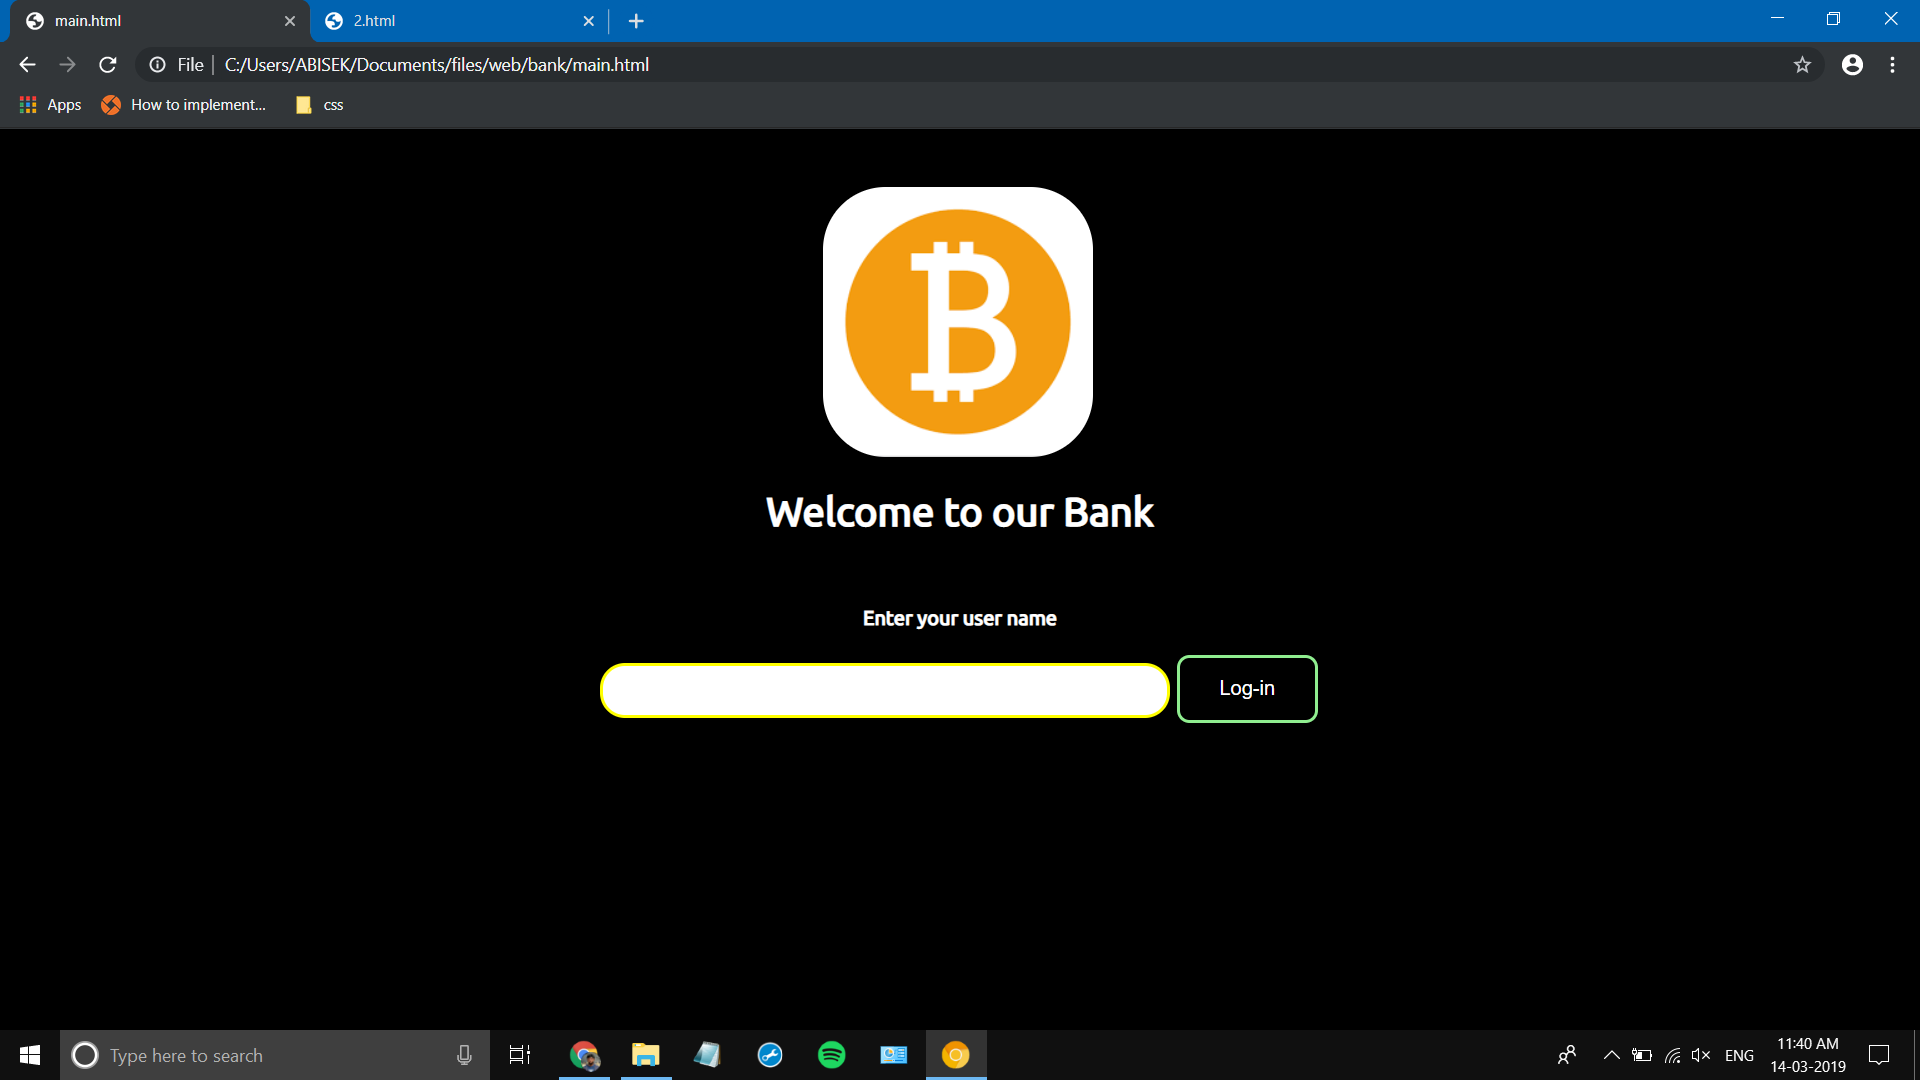 main.html
2.html
File
C:/Users/ABISEK/Documents/files/web/bank/main.html
Apps
How to implement...
css
Welcome to our Bank
Enter your user name
Log-in
Type here to search
ENG
11:40 AM
14-03-2019